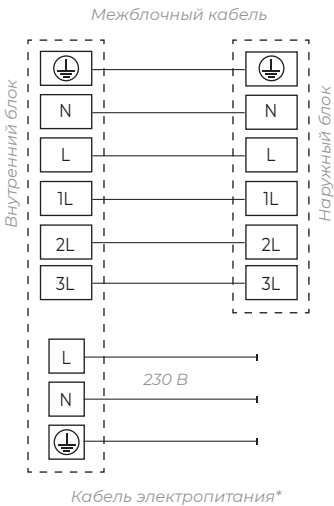 Межблочный кабель
Внутренний блок
Наружный блок
N N
L L
1L 1L
2L 2L
3L 3L
L
230 В
N
Кабель электропитания*